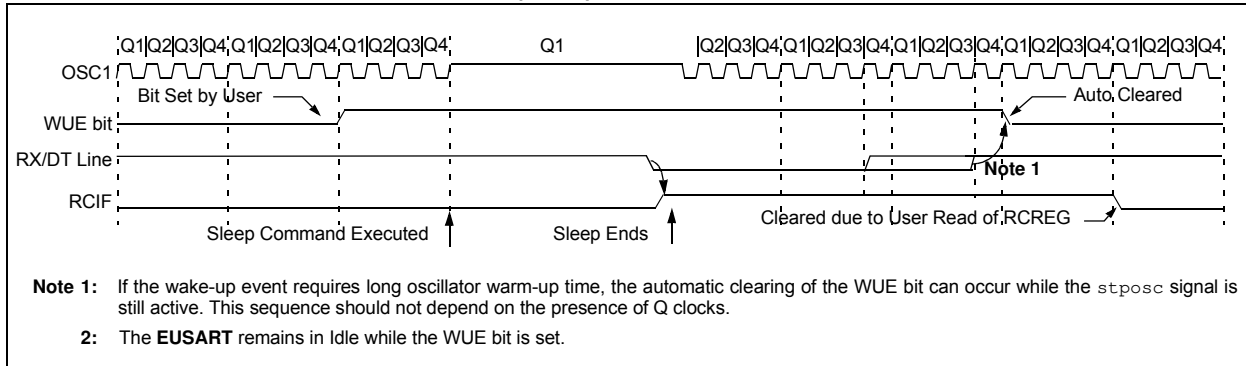 Q1|Q2|Q3|Q4|Q1|Q2|Q3|Q4|Q1|Q2|Q3|Q4 Q1 |Q2|Q3|Q4|Q1|Q2|Q3|Q4|Q1|Q2|Q3|Q4|Q1|Q2|Q3|Q4|Q1|Q2|Q3|Q4
OSC1
Bit Set by User Auto Cleared
WUE bit
RX/DT Line
Note 1
RCIF
Cleared due to User Read of RCREG
Sleep Command Executed Sleep Ends
Note 1: If the wake-up event requires long oscillator warm-up time, the automatic clearing of the WUE bit can occur while the stposc signal is
still active. This sequence should not depend on the presence of Q clocks.
2: The EUSART remains in Idle while the WUE bit is set.